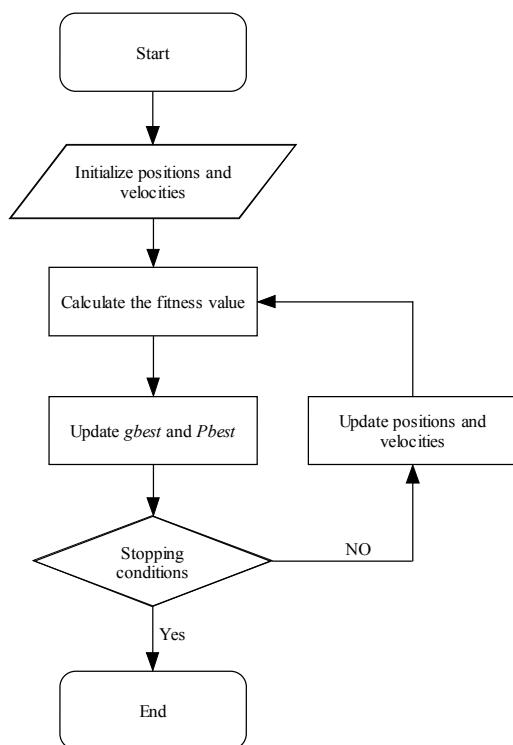 Start
Initialize positions and
velocities
Calculate the fitness value
Update gbest and Pbest
Update positions and
velocities
Stopping
conditions
NO
Yes
End